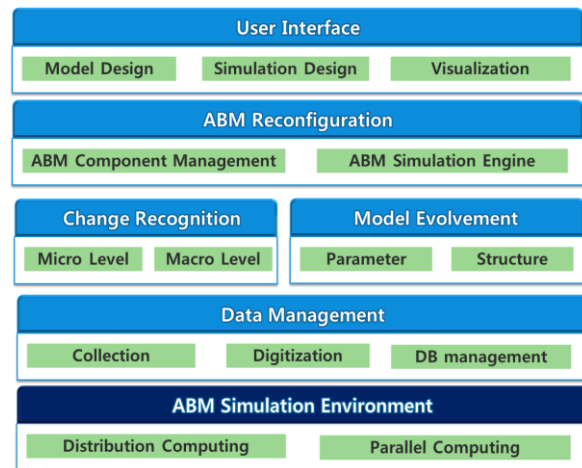 User Interface
Model Design Simulation Design Visualization
ABM Reconfiguration
ABM Component Management ABM Simulation Engine
Change Recognition Model Evolvement
Micro Level Macro Level Parameter Structure
Data Management
Collection Digitization DB management
ABM Simulation Environment
Distribution Computing Parallel Computing